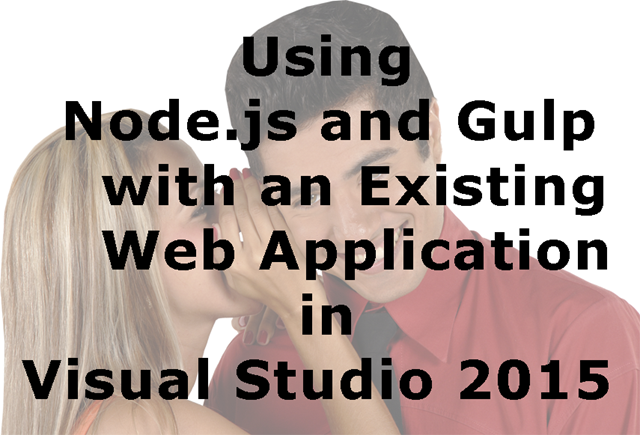 Using
Node.js and Gulp
with an Existing
Web Application
in
Visual Studio 2015